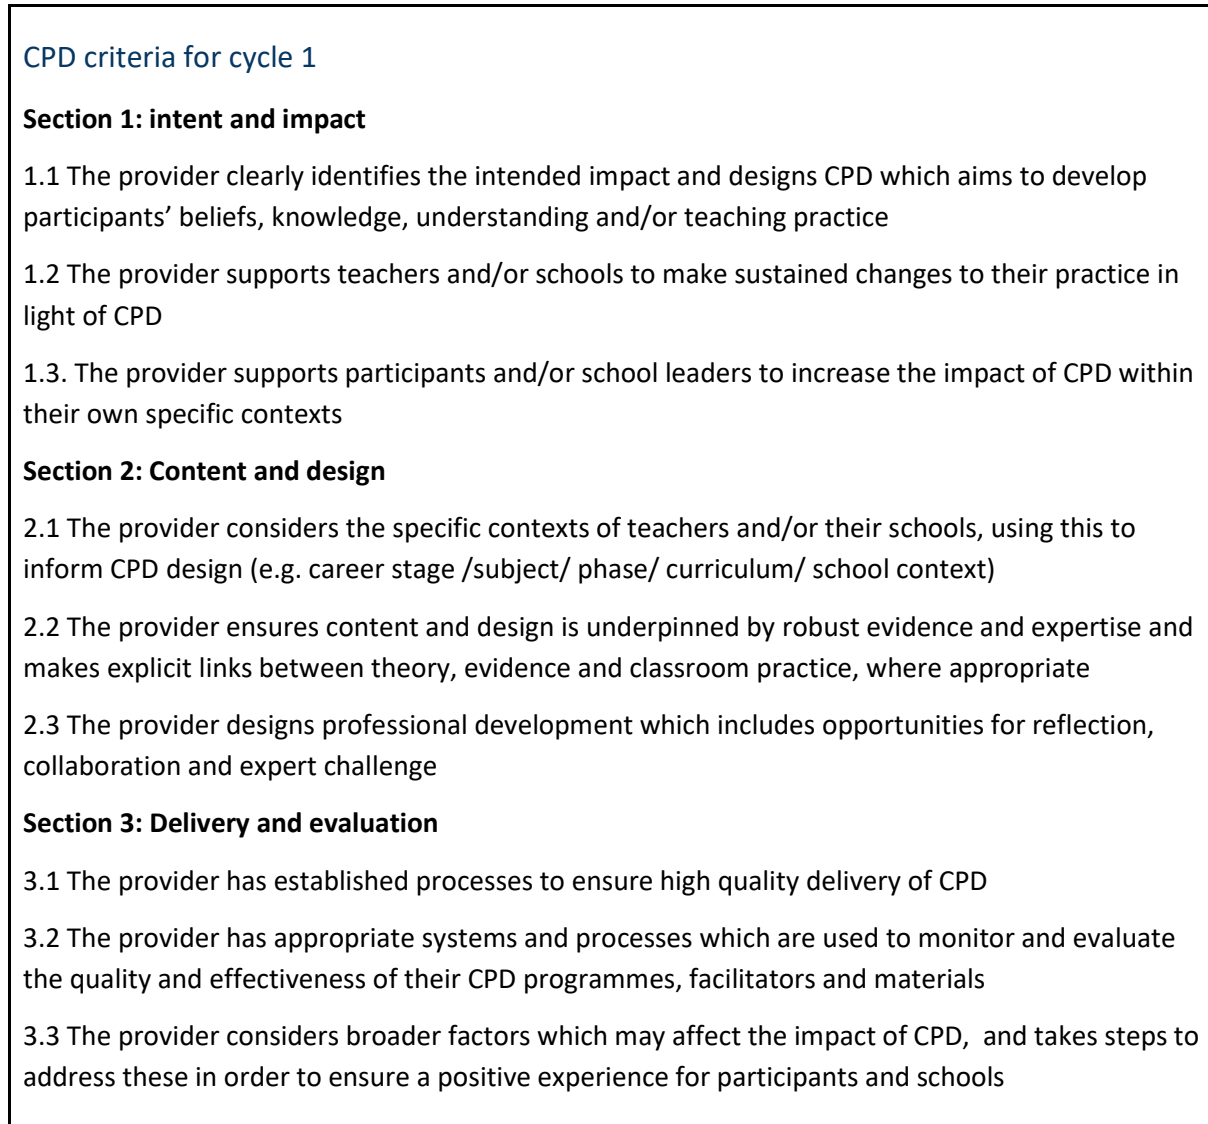 CPD criteria for cycle 1
Section 1: intent and impact
1.1 The provider clearly identifies the intended impact and designs CPD which aims to develop
participants’ beliefs, knowledge, understanding and/or teaching practice
1.2 The provider supports teachers and/or schools to make sustained changes to their practice in
light of CPD
1.3. The provider supports participants and/or school leaders to increase the impact of CPD within
their own specific contexts
Section 2: Content and design
2.1 The provider considers the specific contexts of teachers and/or their schools, using this to
inform CPD design (e.g. career stage /subject/ phase/ curriculum/ school context)
2.2 The provider ensures content and design is underpinned by robust evidence and expertise and
makes explicit links between theory, evidence and classroom practice, where appropriate
2.3 The provider designs professional development which includes opportunities for reflection,
collaboration and expert challenge
Section 3: Delivery and evaluation
3.1 The provider has established processes to ensure high quality delivery of CPD
3.2 The provider has appropriate systems and processes which are used to monitor and evaluate
the quality and effectiveness of their CPD programmes, facilitators and materials
3.3 The provider considers broader factors which may affect the impact of CPD,  and takes steps to
address these in order to ensure a positive experience for participants and schools